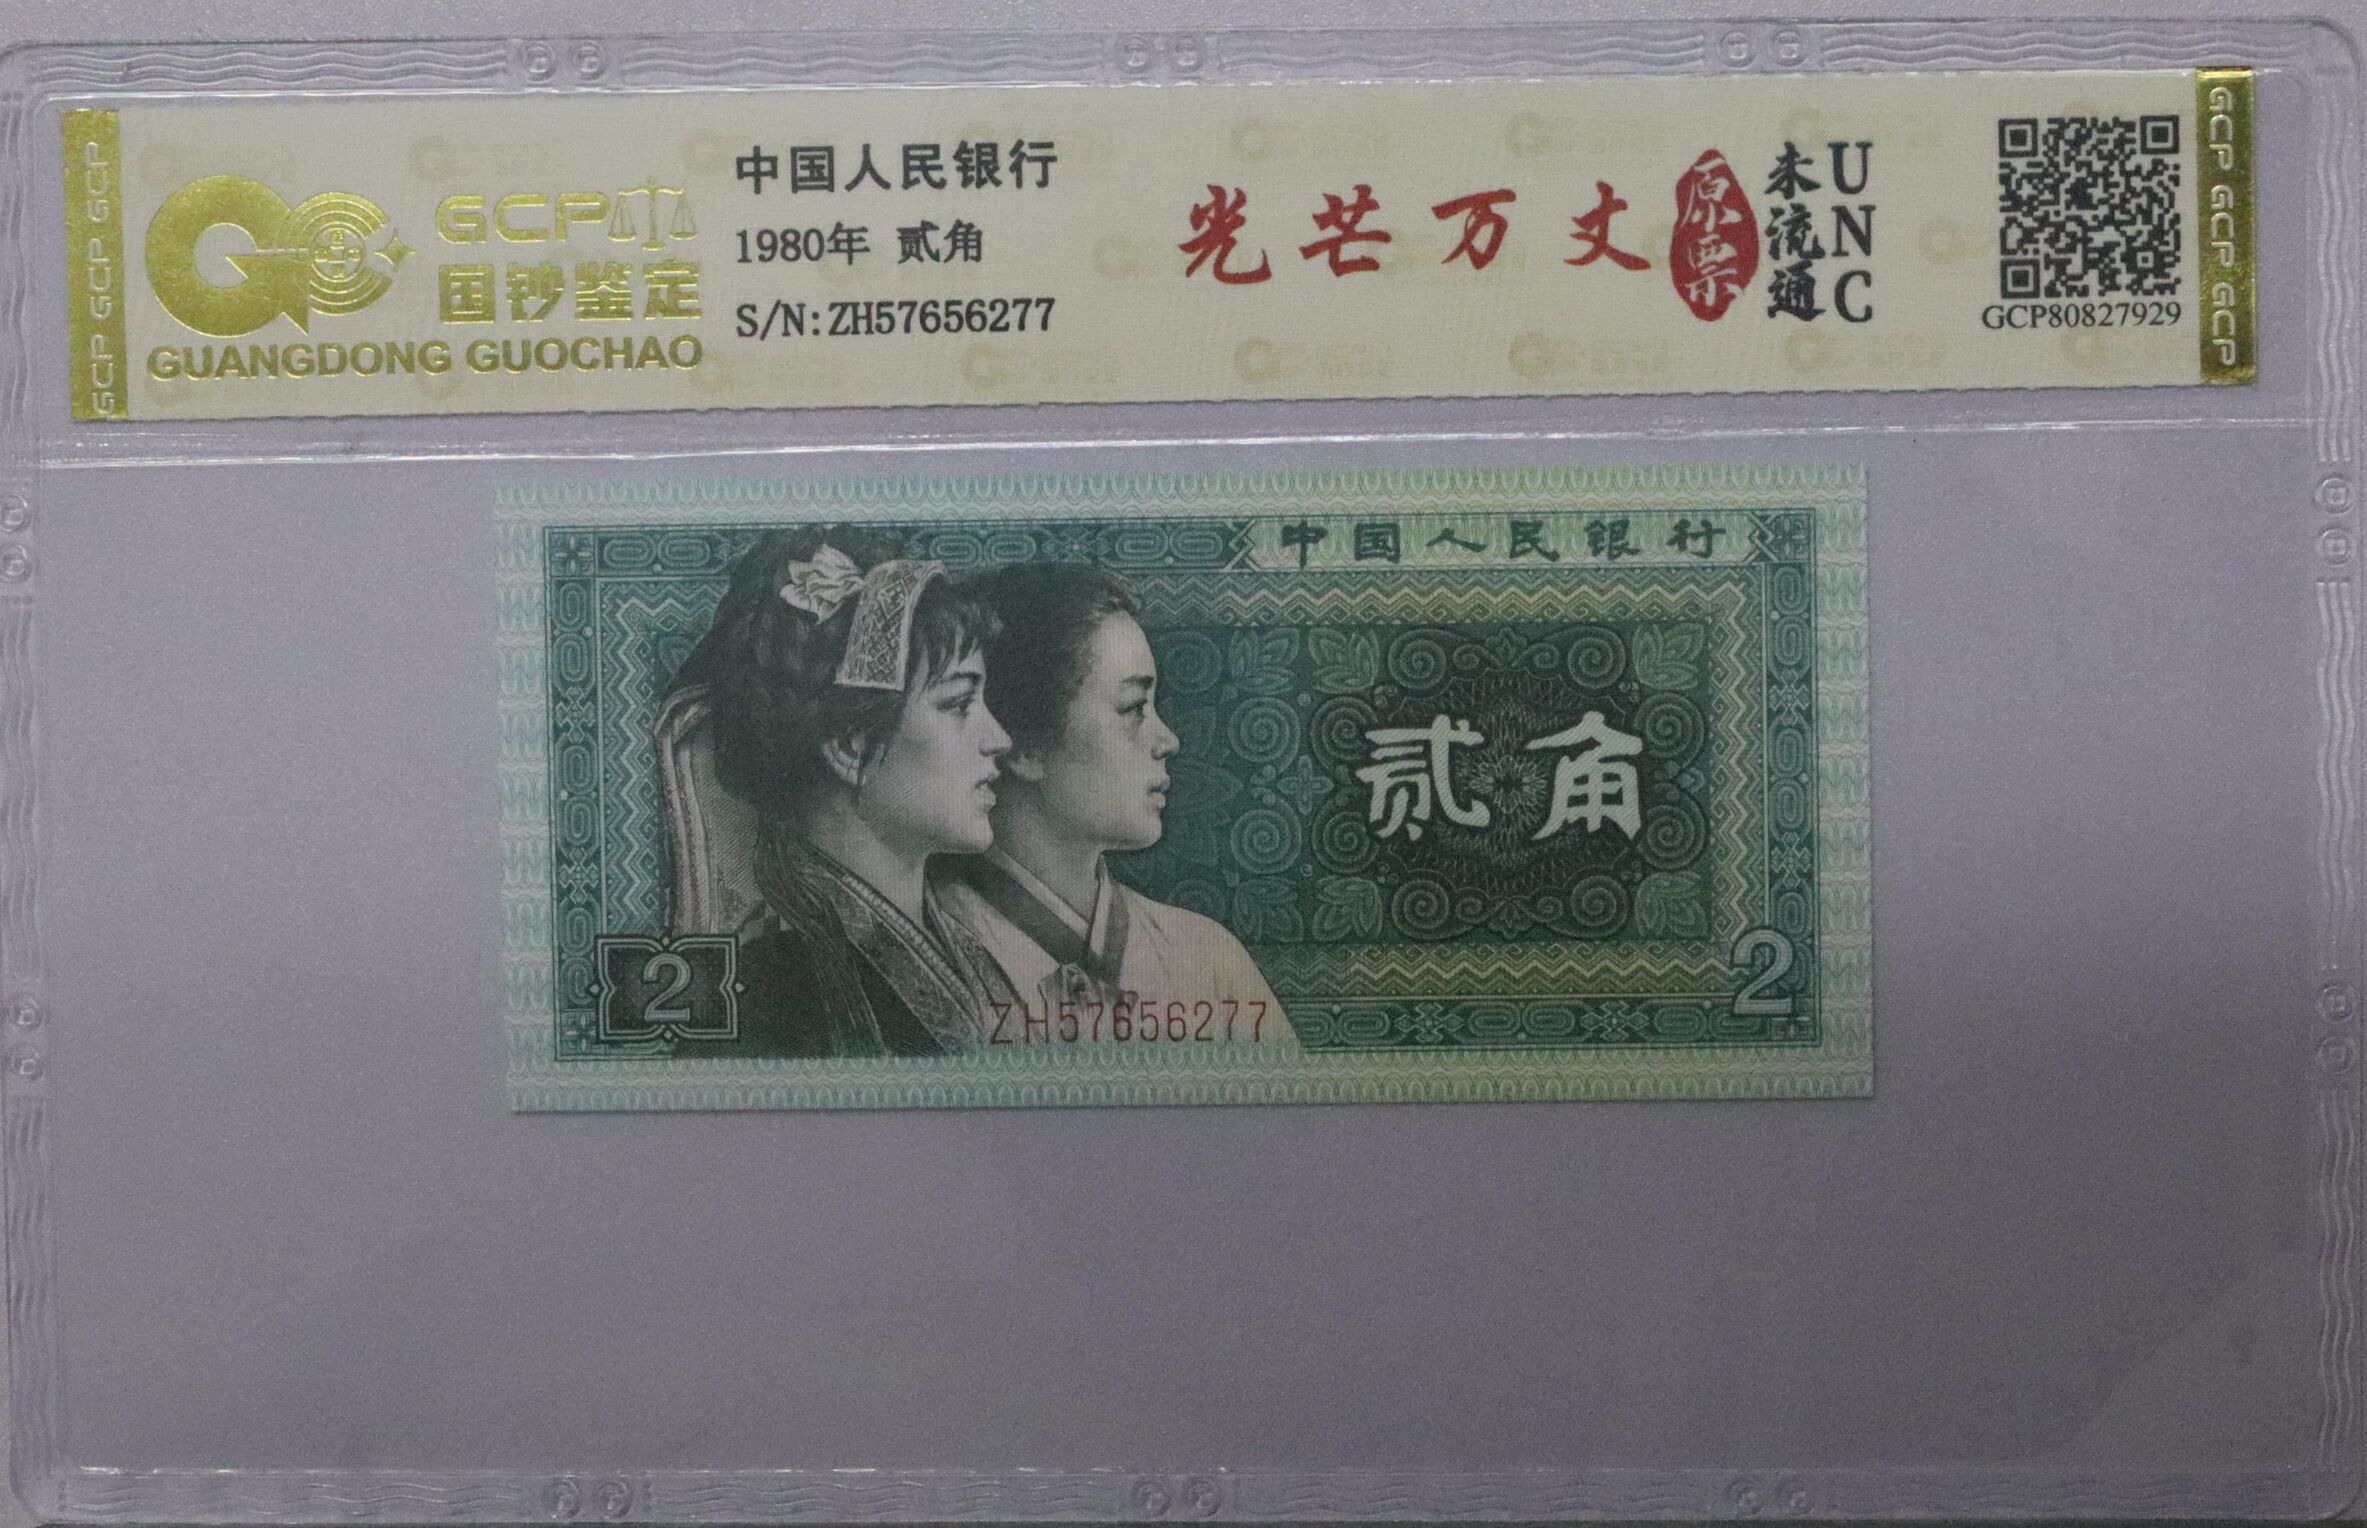 GCP GCP GCP
GCP
国钞鉴定
GUANGDONG GUOCHAO
中国人民银行
1980年 贰角
S/N:ZH57656277
光芒万丈
原票
未流通
UNC
GCP80827929
GCP GCP GCP
中国人民银行
贰角
2
2
ZH57656277